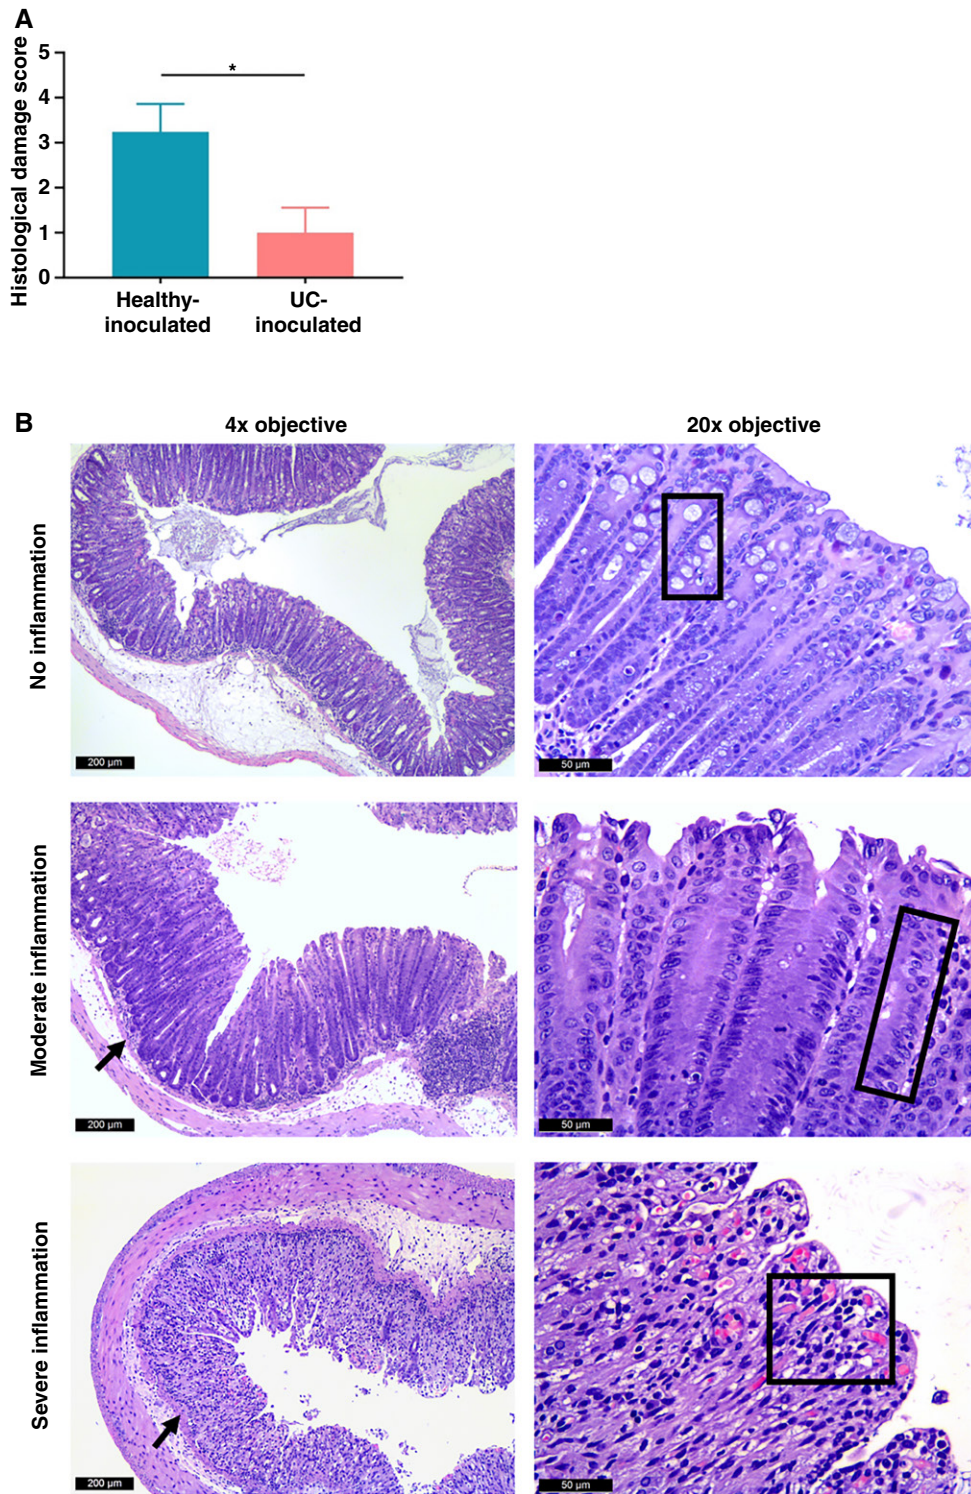 A
Histological damage score
5
4
3
2
1
0
*
Healthy-
inoculated
UC-
inoculated
B
4x objective
20x objective
No inflammation
200 µm
50 µm
Moderate inflammation
200 µm
50 µm
Severe inflammation
200 µm
50 µm